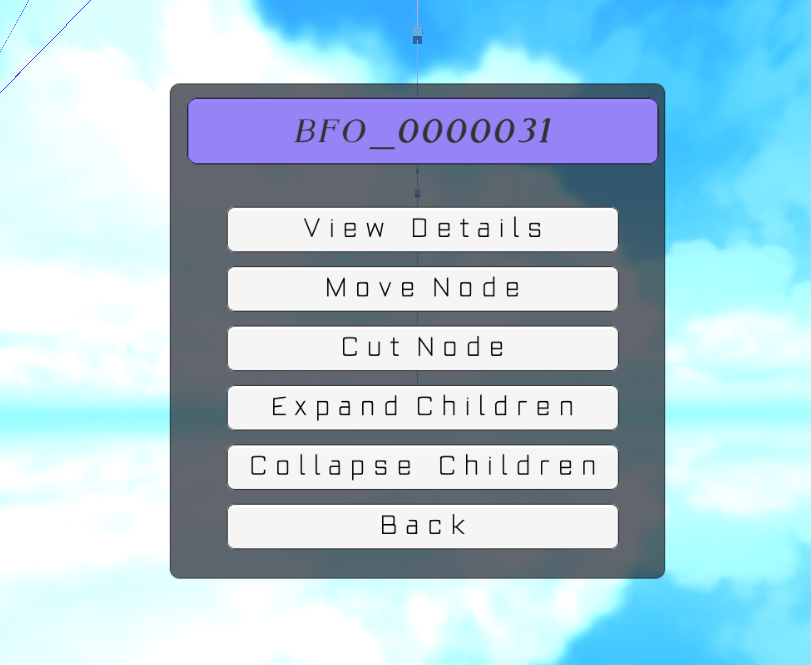 BFO_0000031
View Details
Move Node
Cut Node
Expand Children
Collapse Children
Back